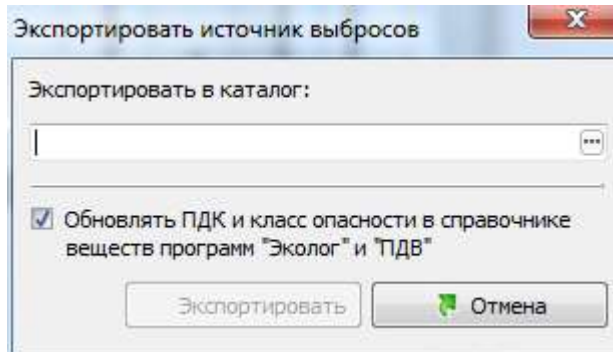 Экспортировать источник выбросов
Экспортировать в каталог:
Обновлять ПДК и класс опасности в справочнике
веществ программ "Эколог" и "ПДВ"
Экспортировать
Отмена